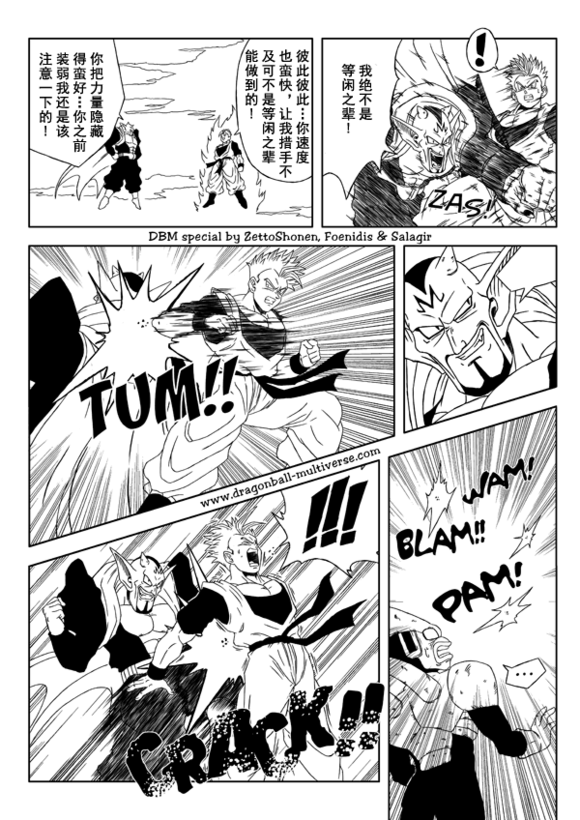 !
我绝不是
等闲之辈！
彼此彼此…你速度
也蛮快，让我措手不
及可不是等闲之辈
能做到的！
你把力量隐藏
得蛮好…你之前
装弱我还是该
注意一下的！
ZAS!!
DBM special by ZettoShonen, Foenidis & Salagir
TUM!!
www.dragonball-multiverse.com
WAM!
BLAM!!
PAM!
...
!!!
CRACK!!